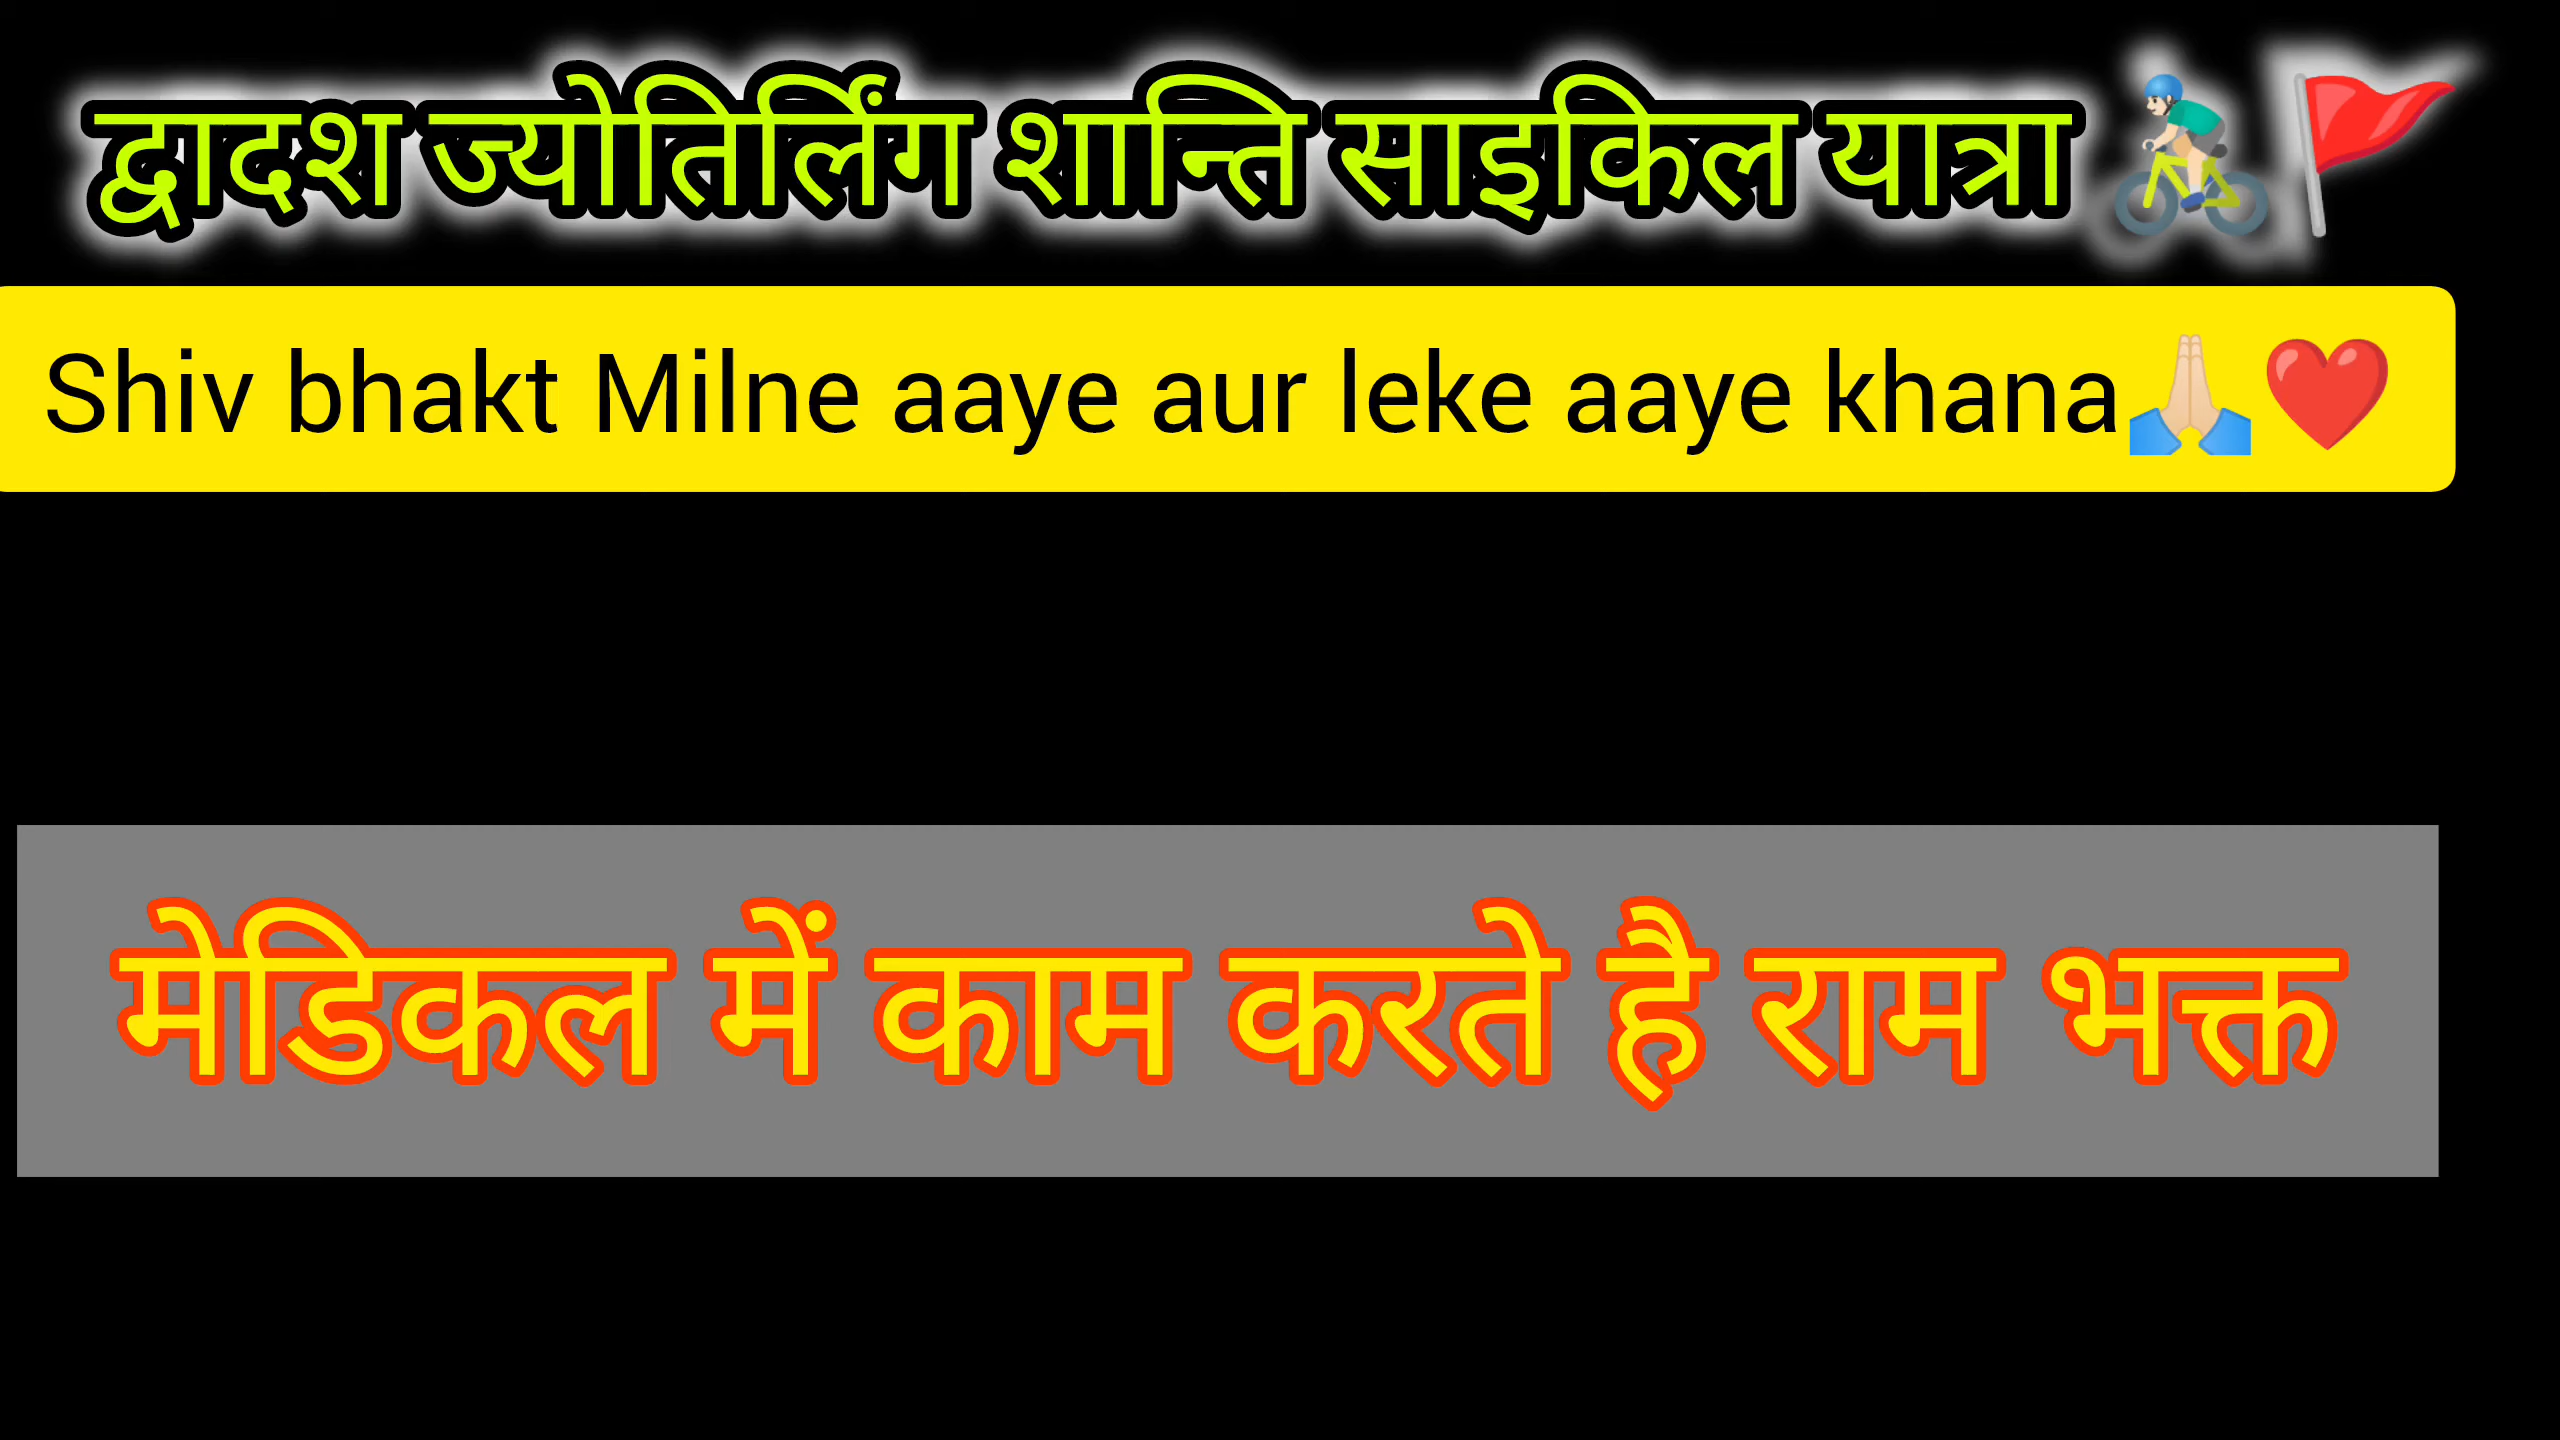 द्वादश ज्योतिर्लिंग शान्ति साइकिल यात्रा 🚴🏻‍♂️🚩
Shiv bhakt Milne aaye aur leke aaye khana🙏🏻❤️
मेडिकल में काम करते है राम भक्त